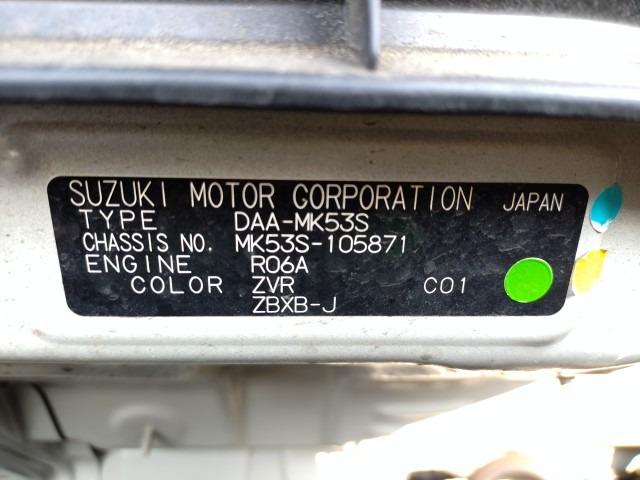 SUZUKI MOTOR CORPORATION JAPAN
TYPE DAA-MK53S
CHASSIS NO. MK53S-105871
ENGINE R06A
COLOR ZVR C01
ZBXB-J